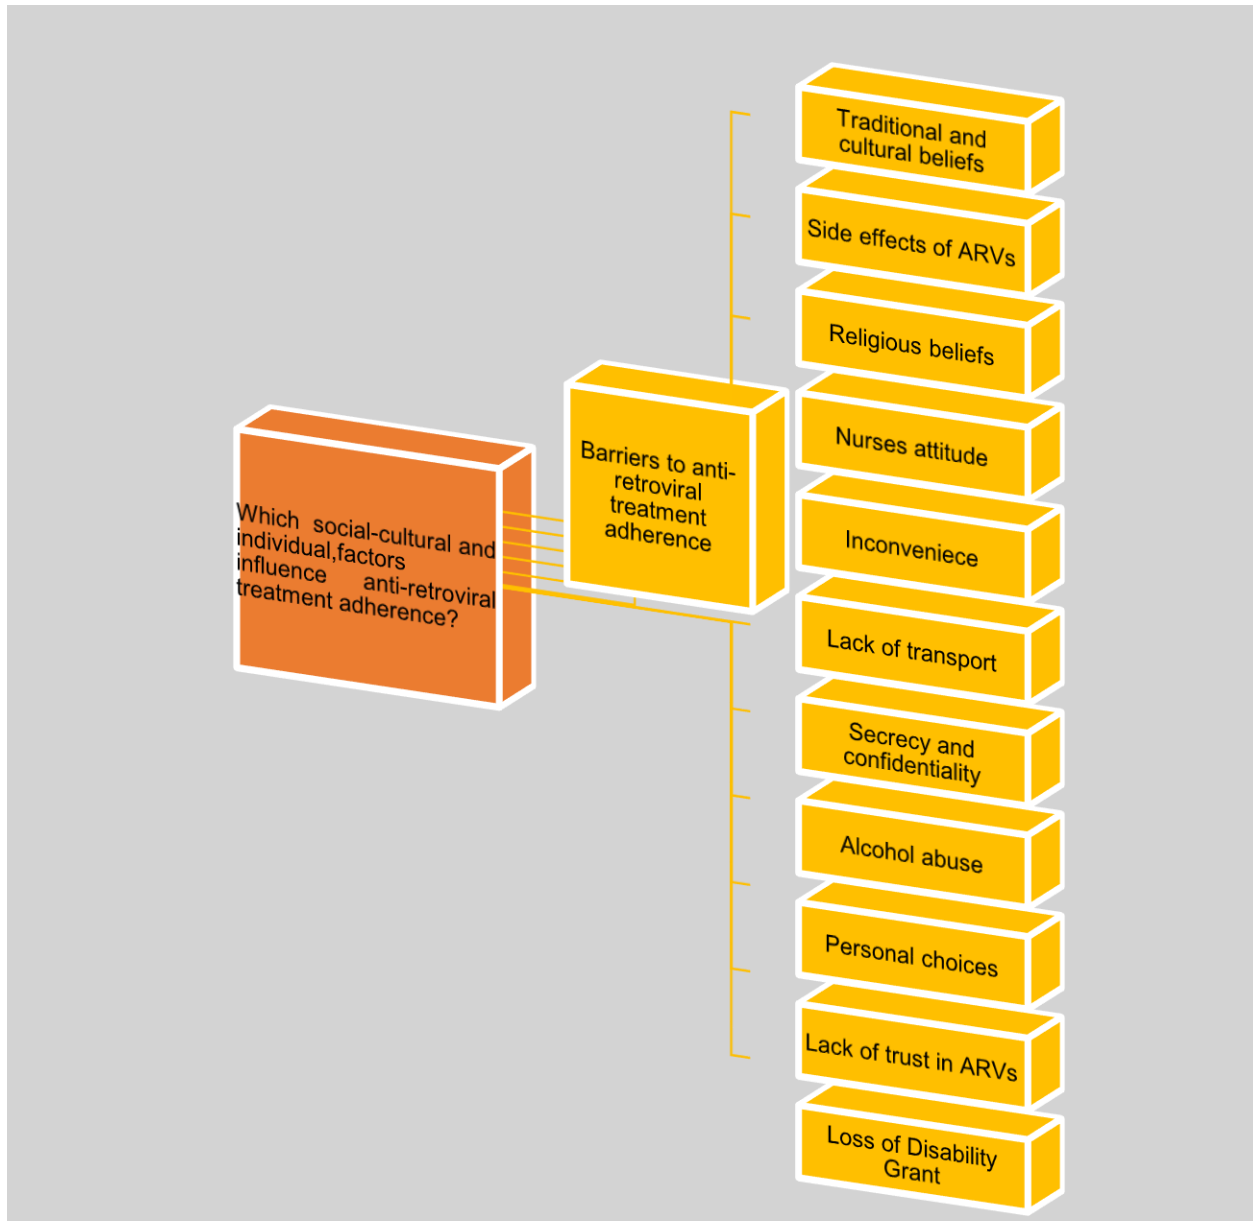 Which social-cultural and
individual,factors
influence anti-retroviral
treatment adherence?
Barriers to anti-
retroviral
treatment
adherence
Traditional and
cultural beliefs
Side effects of ARVs
Religious beliefs
Nurses attitude
Inconveniece
Lack of transport
Secrecy and
confidentiality
Alcohol abuse
Personal choices
Lack of trust in ARVs
Loss of Disability
Grant